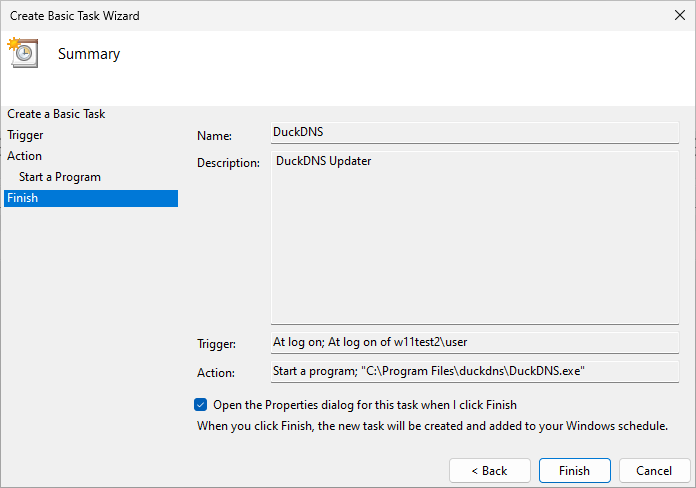 Create Basic Task Wizard
Summary
Create a Basic Task
Trigger
Action
Start a Program
Finish
Name:
DuckDNS
Description:
DuckDNS Updater
Trigger:
At log on; At log on of w11test2\user
Action:
Start a program; "C:\Program Files\duckdns\DuckDNS.exe"
Open the Properties dialog for this task when I click Finish
When you click Finish, the new task will be created and added to your Windows schedule.
< Back
Finish
Cancel